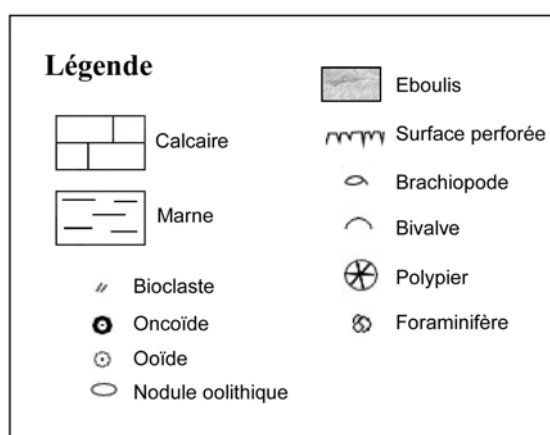 Légende
Calcaire
Marne
Bioclaste
Oncoïde
Ooïde
Nodule oolithique
Eboulis
Surface perforée
Brachiopode
Bivalve
Polypier
Foraminifère